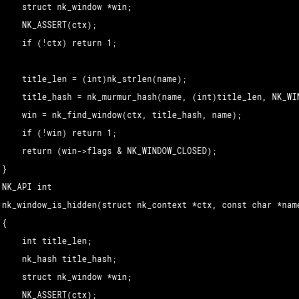 struct nk_window *win;
NK_ASSERT(ctx);
if (!ctx) return 1;
title_len = (int)nk_strlen(name);
title_hash = nk_murmur_hash(name, (int)title_len, NK_WIN
win = nk_find_window(ctx, title_hash, name);
if (!win) return 1;
return (win->flags & NK_WINDOW_CLOSED);
}
NK_API int
nk_window_is_hidden(struct nk_context *ctx, const char *name
{
int title_len;
nk_hash title_hash;
struct nk_window *win;
NK_ASSERT(ctx);